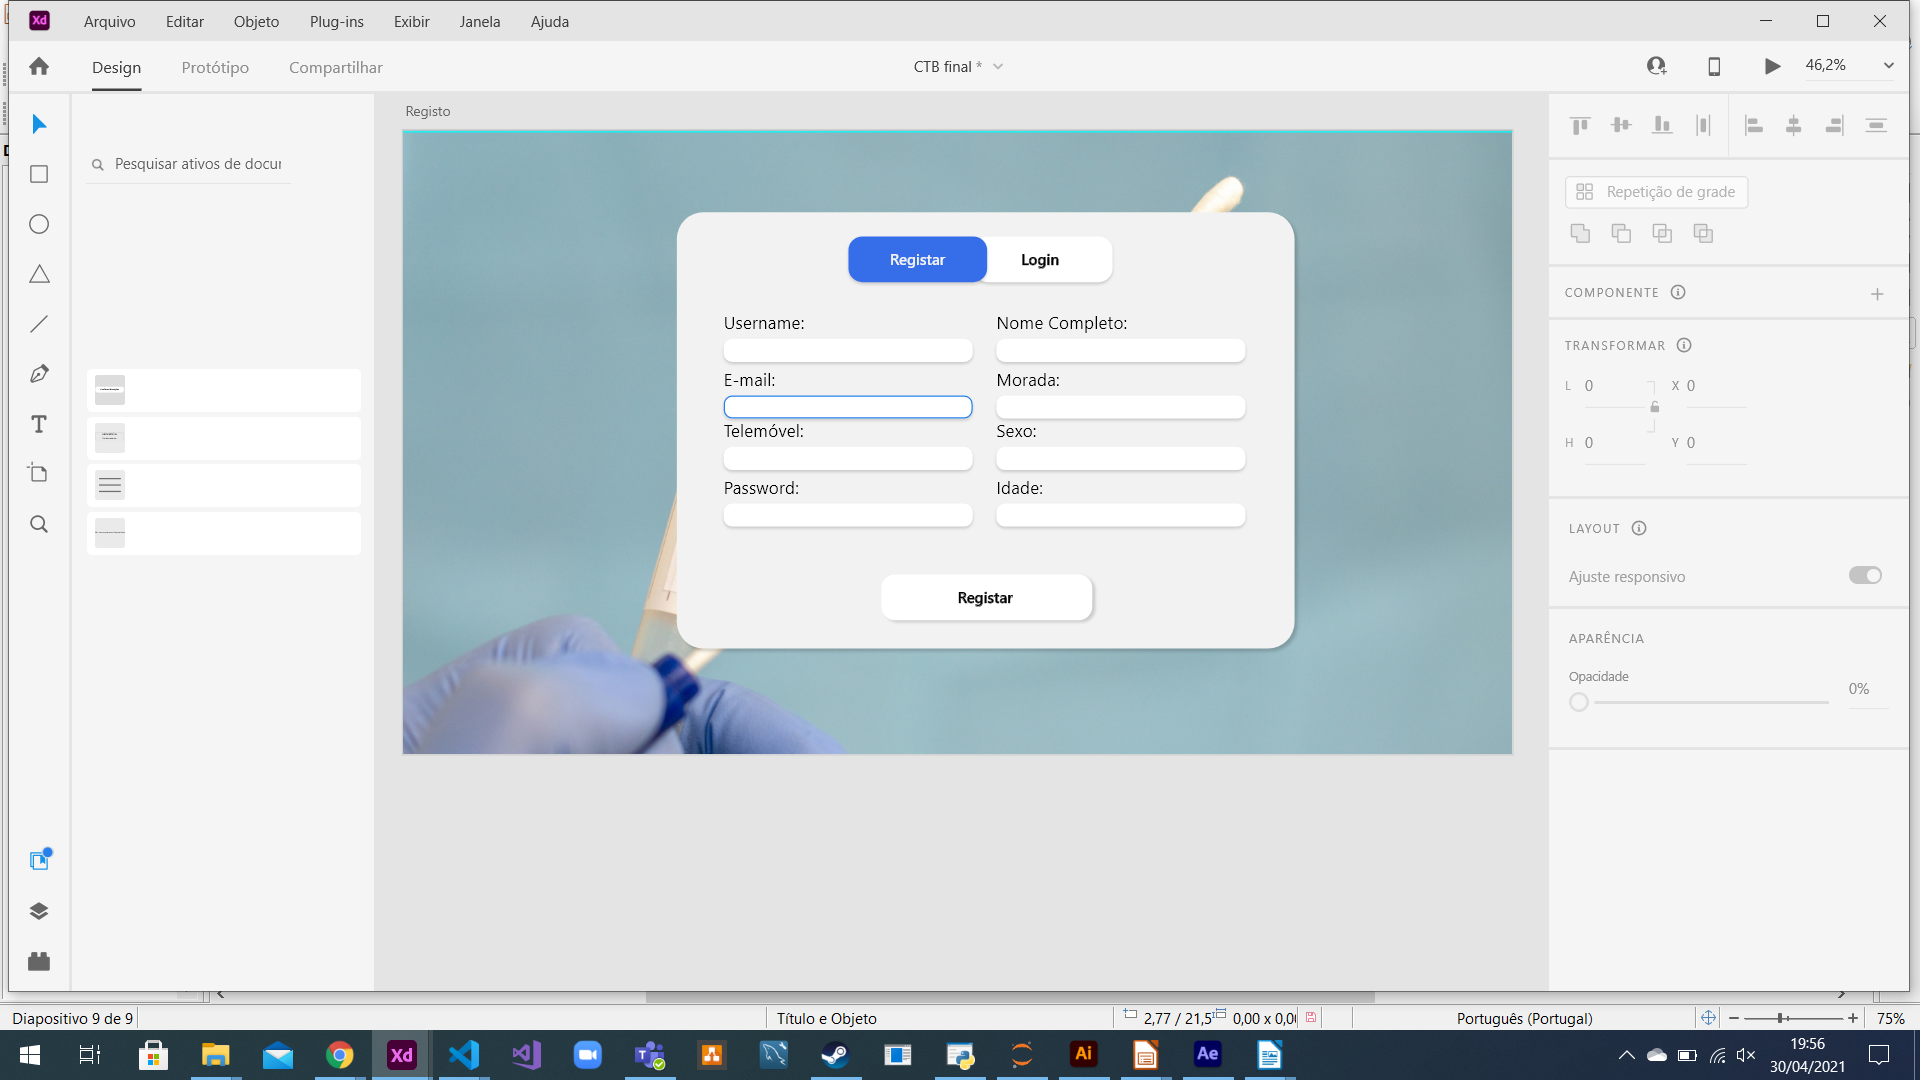 Xd Arquivo Editar Objeto Plug-ins Exibir Janela Ajuda
Design Protótipo Compartilhar CTB final * 46,2%
Registo
Pesquisar ativos de docu
Registar Login
Username: Nome Completo:
E-mail: Morada:
Telemóvel: Sexo:
Password: Idade:
Registar
Repetição de grade
COMPONENTE
TRANSFORMAR
L 0 X 0
H 0 Y 0
LAYOUT
Ajuste responsivo
APARÊNCIA
Opacidade
0%
Diapositivo 9 de 9 Título e Objeto 2,77 / 21,5 0,00 x 0,0 Português (Portugal) 75%
Xd Ai Ae
19:56
30/04/2021